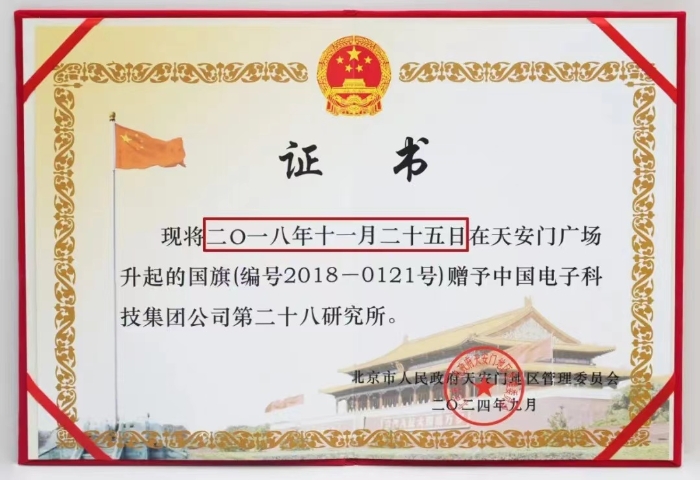 证 书
现将二〇一八年十一月二十五日在天安门广场
升起的国旗(编号2018－0121号)赠予中国电子科
技集团公司第二十八研究所。
北京市人民政府天安门地区管理委员会
二〇二四年九月